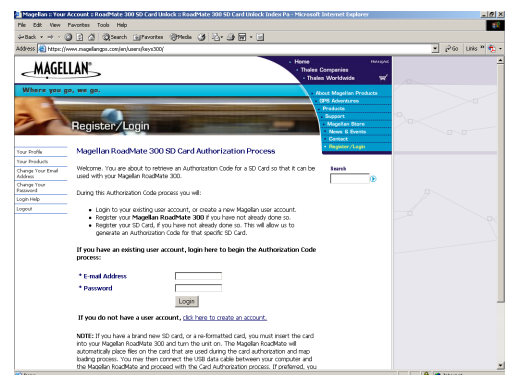 Magellan :: Your Account :: RoadMate 300 SD Card Unlock :: RoadMate 300 SD Card Unlock Index Pa - Microsoft Internet Explorer
File Edit View Favorites Tools Help
Back Search Favorites Media
Address https://www.magellangps.com/en/users/keys300/ Go Links
MAGELLAN®
Home
Thales Companies
Thales Worldwide
Where you go, we go.
About Magellan Products
GPS Adventures
Products
Support
Magellan Store
News & Events
Contact
Register/Login
Register/Login
Your Profile
Your Products
Change Your Email
Address
Change Your
Password
Login Help
Logout
Magellan RoadMate 300 SD Card Authorization Process
Search
Welcome. You are about to retrieve an Authorization Code for a SD Card so that it can be
used with your Magellan RoadMate 300.
During this Authorization Code process you will:
Login to your existing user account, or create a new Magellan user account.
Register your Magellan RoadMate 300 if you have not already done so.
Register your SD Card, if you have not already done so. This will allow us to
generate an Authorization Code for that specific SD Card.
If you have an existing user account, login here to begin the Authorization Code
process:
* E-mail Address
* Password
Login
If you do not have a user account, click here to create an account.
NOTE: If you have a brand new SD card, or a re-formatted card, you must insert the card
into your Magellan RoadMate 300 and turn the unit on. The Magellan RoadMate will
automatically place files on the card that are used during the card authorization and map
loading process. You may then connect the USB data cable between your computer and
the Magellan RoadMate and proceed with the Card Authorization process. If preferred, you